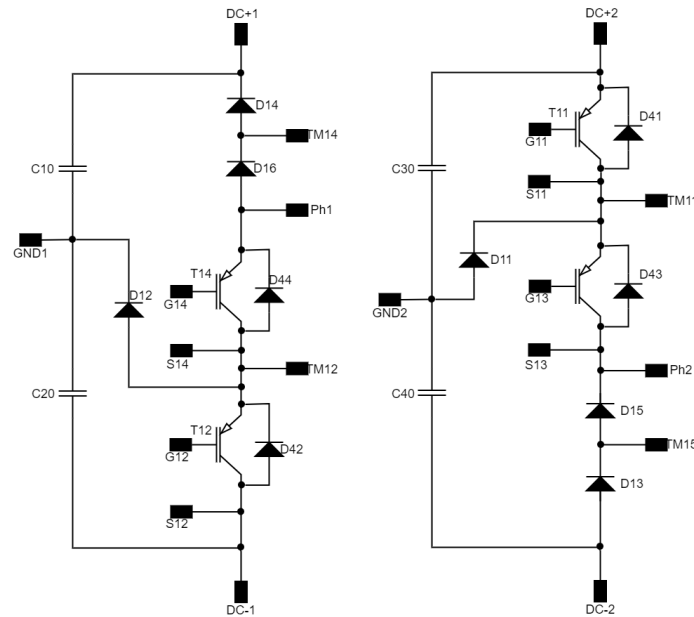 DC+1
D14
TM14
C10
D16
Ph1
GND1
T14
D44
D12
G14
S14
TM12
C20
T12
G12
D42
S12
DC-1
DC+2
T11
D41
G11
C30
S11
TM11
D11
D43
G13
GND2
S13
Ph2
C40
D15
TM15
D13
DC-2